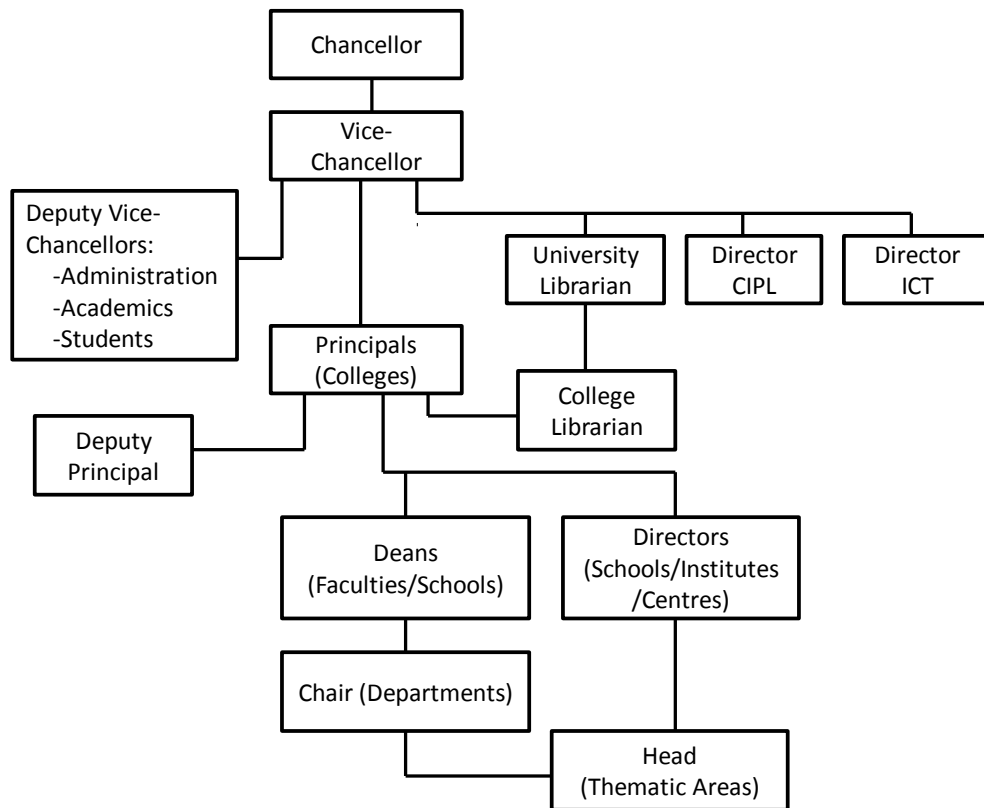 Chancellor
Vice-
Chancellor
Deputy Vice-
Chancellors:
-Administration
-Academics
-Students
University
Librarian
Director
CIPL
Director
ICT
Principals
(Colleges)
College
Librarian
Deputy
Principal
Deans
(Faculties/Schools)
Directors
(Schools/Institutes
/Centres)
Chair (Departments)
Head
(Thematic Areas)